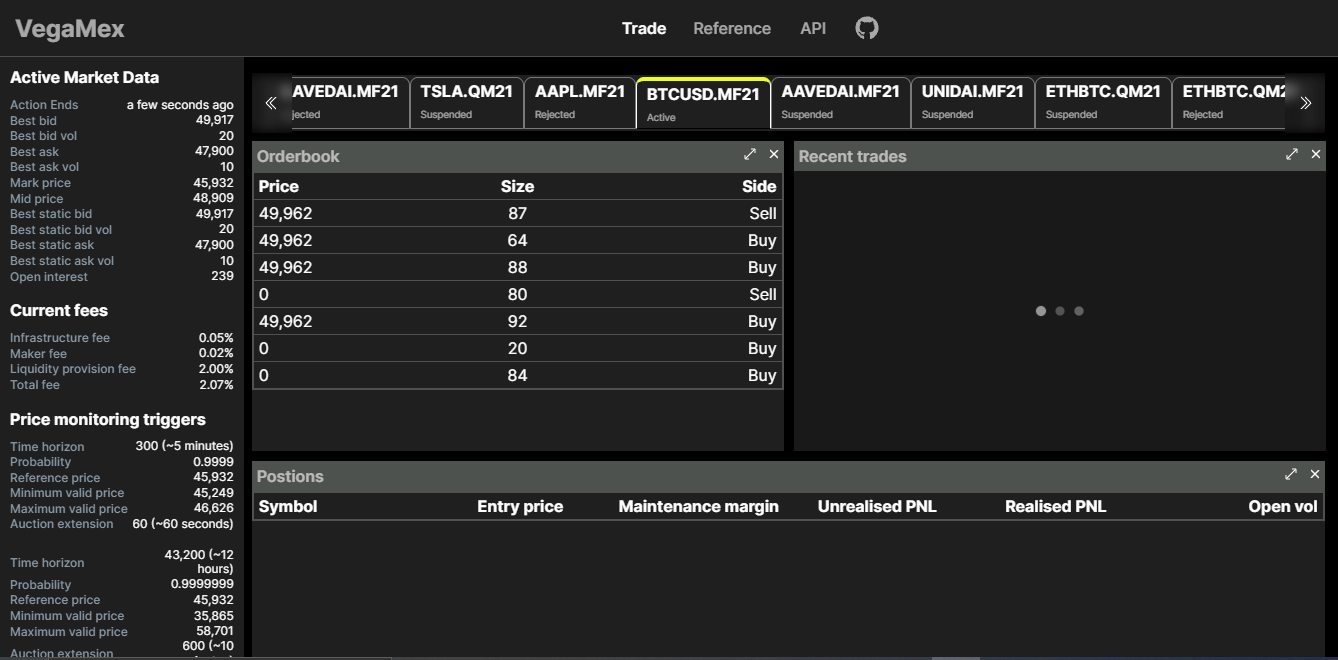 VegaMex
Trade Reference API
Active Market Data
Action Ends a few seconds ago
Best bid 49,917
Best bid vol 20
Best ask 47,900
Best ask vol 10
Mark price 45,932
Mid price 48,909
Best static bid 49,917
Best static bid vol 20
Best static ask 47,900
Best static ask vol 10
Open interest 239
Current fees
Infrastructure fee 0.05%
Maker fee 0.02%
Liquidity provision fee 2.00%
Total fee 2.07%
Price monitoring triggers
Time horizon 300 (~5 minutes)
Probability 0.9999
Reference price 45,932
Minimum valid price 45,249
Maximum valid price 46,626
Auction extension 60 (~60 seconds)
Time horizon 43,200 (~12
hours)
Probability 0.9999999
Reference price 45,932
Minimum valid price 35,865
Maximum valid price 58,701
Auction extension 600 (~10
AVEDAI.MF21 TSLA.QM21 AAPL.MF21 BTCUSD.MF21 AAVEDAI.MF21 UNIDAI.MF21 ETHBTC.QM21 ETHBTC.QM2
jected Suspended Rejected Active Suspended Suspended Suspended Rejected
Orderbook
Price Size Side
49,962 87 Sell
49,962 64 Buy
49,962 88 Buy
0 80 Sell
49,962 92 Buy
0 20 Buy
0 84 Buy
Recent trades
Postions
Symbol Entry price Maintenance margin Unrealised PNL Realised PNL Open vol